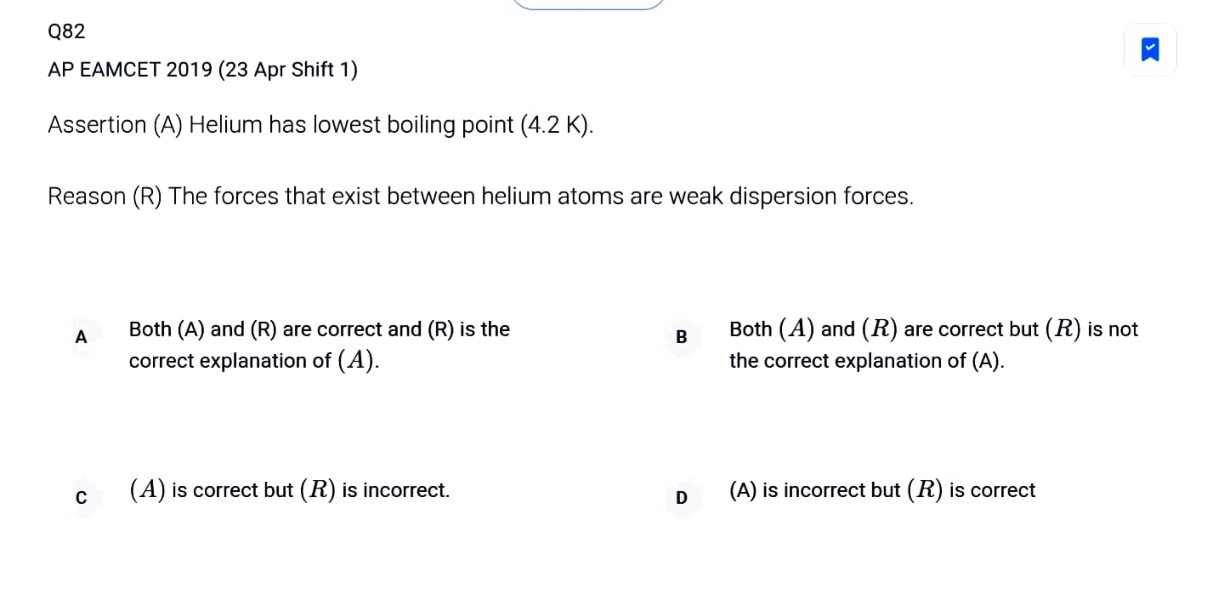 Q82
AP EAMCET 2019 (23 Apr Shift 1)
Assertion (A) Helium has lowest boiling point (4.2 K).
Reason (R) The forces that exist between helium atoms are weak dispersion forces.
A Both (A) and (R) are correct and (R) is the
correct explanation of (A).
B Both (A) and (R) are correct but (R) is not
the correct explanation of (A).
C (A) is correct but (R) is incorrect.
D (A) is incorrect but (R) is correct